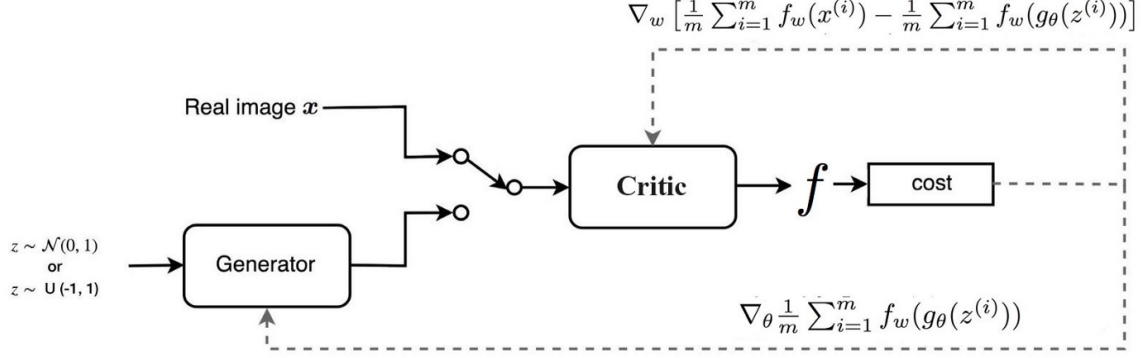 ∇_w [1/m ∑_{i=1}^{m} f_w(x^{(i)}) − 1/m ∑_{i=1}^{m} f_w(g_θ(z^{(i)}))]
Real image x
Critic
f
cost
z ~ N(0, 1)
or
z ~ U (-1, 1)
Generator
∇_θ 1/m ∑_{i=1}^{m} f_w(g_θ(z^{(i)}))